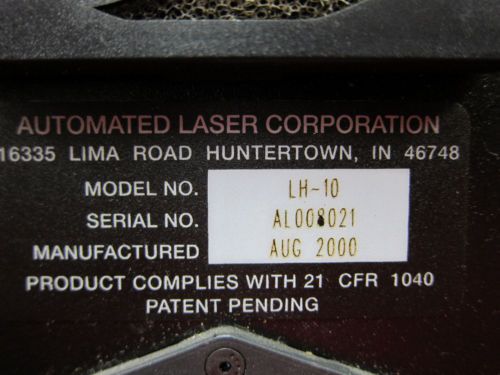 AUTOMATED LASER CORPORATION
16335 LIMA ROAD HUNTERTOWN, IN 46748
MODEL NO. LH-10
SERIAL NO. AL008021
MANUFACTURED AUG 2000
PRODUCT COMPLIES WITH 21 CFR 1040
PATENT PENDING